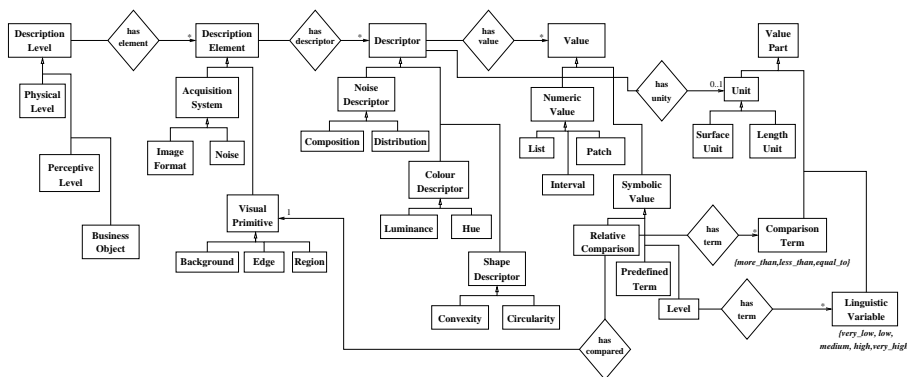 Description
Level
has
element
*
Description
Element
has
descriptor
*
Descriptor
has
value
*
Value
Value
Part
Physical
Level
Perceptive
Level
Business
Object
Acquisition
System
Image
Format
Noise
Visual
Primitive
1
Background
Edge
Region
Noise
Descriptor
Composition
Distribution
Colour
Descriptor
Luminance
Hue
Shape
Descriptor
Convexity
Circularity
Numeric
Value
List
Patch
Interval
Symbolic
Value
Relative
Comparison
Predefined
Term
Level
has
compared
has
unity
0..1
Unit
Surface
Unit
Length
Unit
has
term
*
Comparison
Term
{more_than,less_than,equal_to}
has
term
*
Linguistic
Variable
{very_low, low,
medium, high,very_high